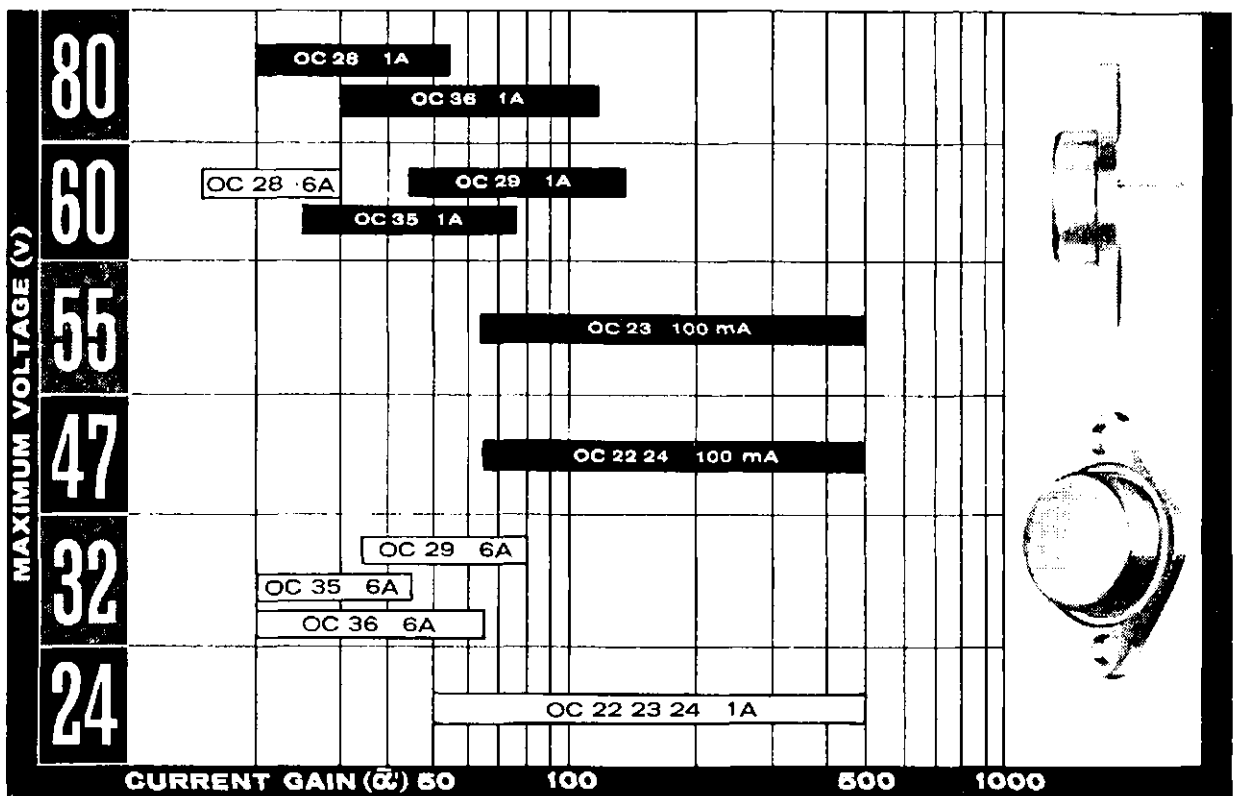 MAXIMUM VOLTAGE (v)
80
OC 28 1A
OC 36 1A
60
OC 28 6A
OC 29 1A
OC 35 1A
55
OC 23 100 mA
47
OC 22 24 100 mA
32
OC 29 6A
OC 35 6A
OC 36 6A
24
OC 22 23 24 1A
CURRENT GAIN (ᾱ') 50 100 500 1000